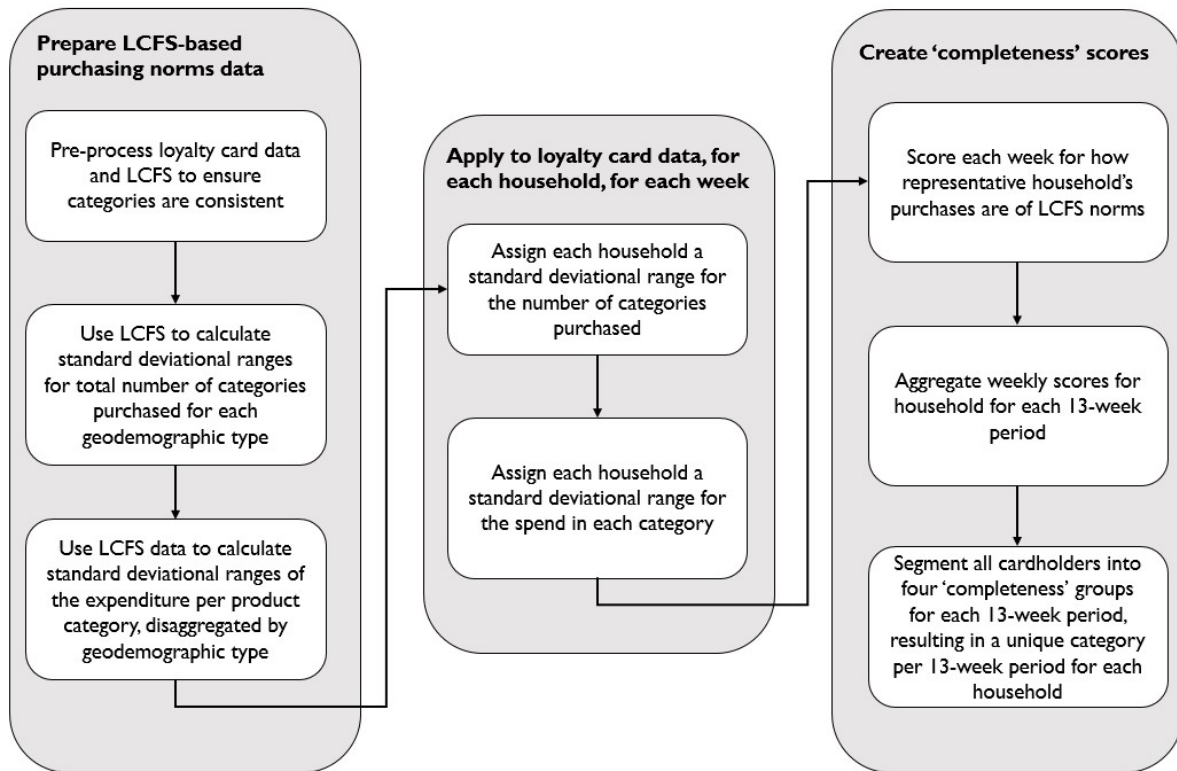 Prepare LCFS-based
purchasing norms data
Pre-process loyalty card data
and LCFS to ensure
categories are consistent
Use LCFS to calculate
standard deviational ranges
for total number of categories
purchased for each
geodemographic type
Use LCFS data to calculate
standard deviational ranges of
the expenditure per product
category, disaggregated by
geodemographic type
Apply to loyalty card data, for
each household, for each week
Assign each household a
standard deviational range for
the number of categories
purchased
Assign each household a
standard deviational range for
the spend in each category
Create ‘completeness’ scores
Score each week for how
representative household’s
purchases are of LCFS norms
Aggregate weekly scores for
household for each 13-week
period
Segment all cardholders into
four ‘completeness’ groups
for each 13-week period,
resulting in a unique category
per 13-week period for each
household